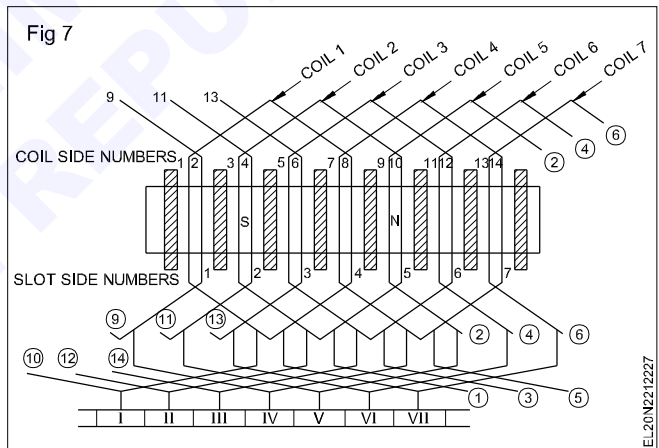 Fig 7
COIL 1
COIL 2
COIL 3
COIL 4
COIL 5
COIL 6
COIL 7
9 11 13
6
4
2
COIL SIDE NUMBERS 1 2 3 4 5 6 7 8 9 10 11 12 13 14
S N
SLOT SIDE NUMBERS 1 2 3 4 5 6 7
9 11 13 2 4 6
10 12 14 1 3 5
I II III IV V VI VII
EL20N2212227